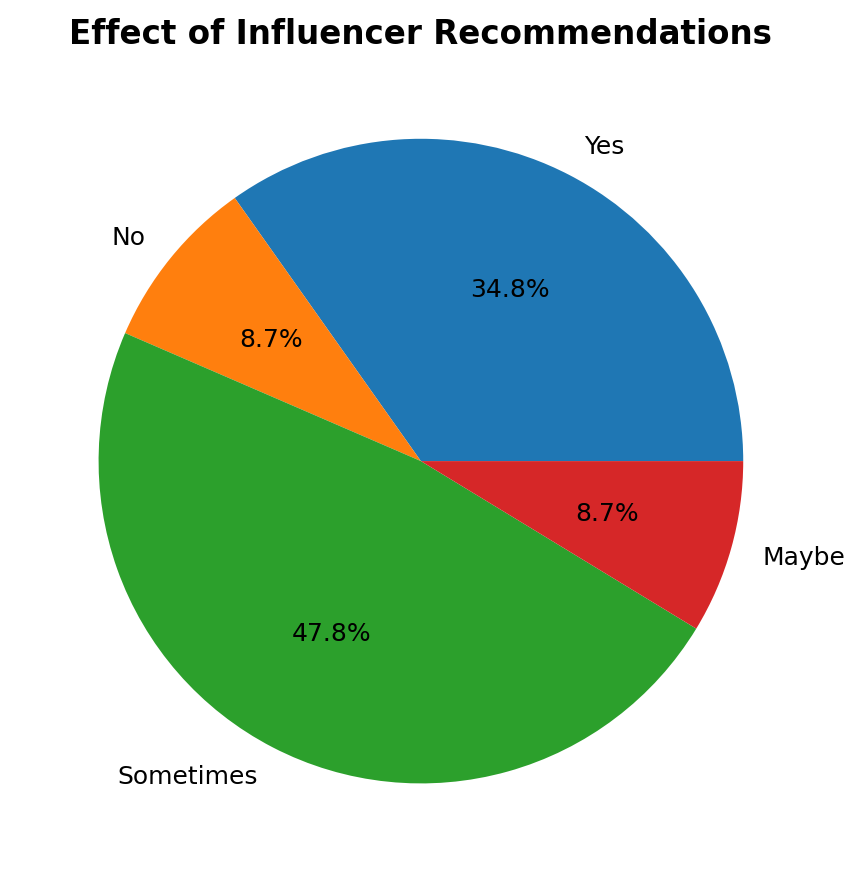 Effect of Influencer Recommendations
Yes
No
34.8%
8.7%
8.7%
Maybe
47.8%
Sometimes